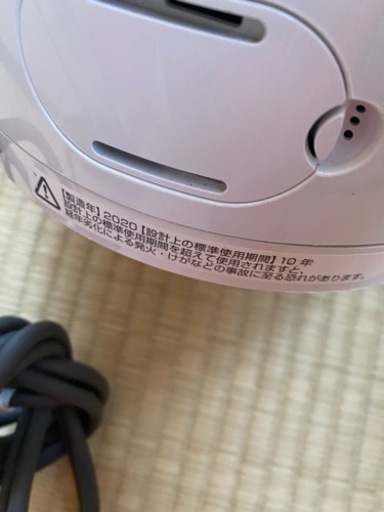 【製造年】2020【設計上の標準使用期間】10年
設計上の標準使用期間を超えて使用されますと、
経年劣化による発火・けがなどの事故に至る恐れがあります。